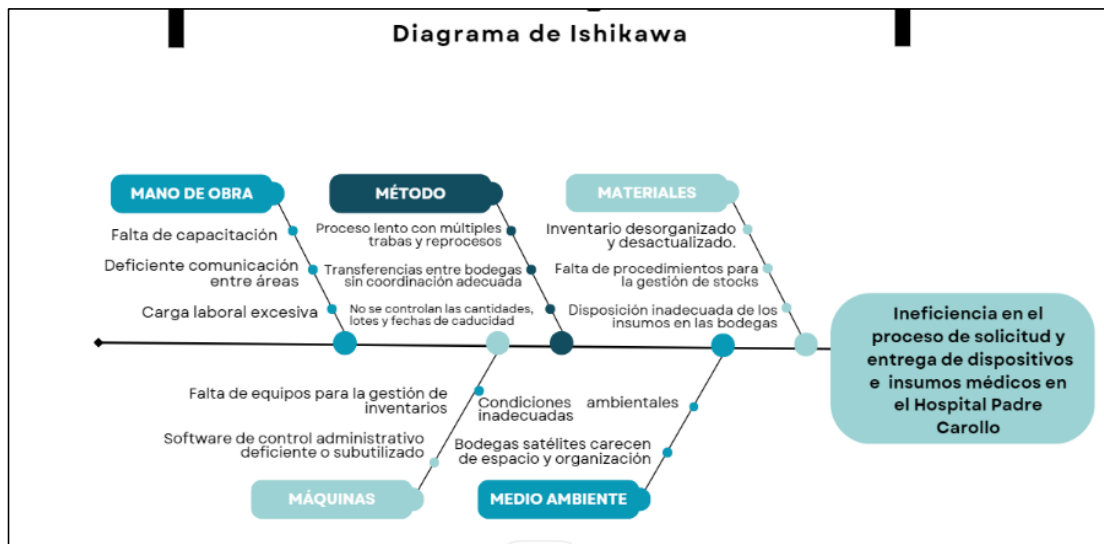 Diagrama de Ishikawa
MANO DE OBRA
Falta de capacitación
Deficiente comunicación
entre áreas
Carga laboral excesiva
MÉTODO
Proceso lento con múltiples
trabas y reprocesos
Transferencias entre bodegas
sin coordinación adecuada
No se controlan las cantidades,
lotes y fechas de caducidad
MATERIALES
Inventario desorganizado
y desactualizado.
Falta de procedimientos para
la gestión de stocks
Disposición inadecuada de los
insumos en las bodegas
Falta de equipos para la gestión de
inventarios
Software de control administrativo
deficiente o subutilizado
MÁQUINAS
Condiciones ambientales
inadecuadas
Bodegas satélites carecen
de espacio y organización
MEDIO AMBIENTE
Ineficiencia en el
proceso de solicitud y
entrega de dispositivos
e insumos médicos en
el Hospital Padre
Carollo